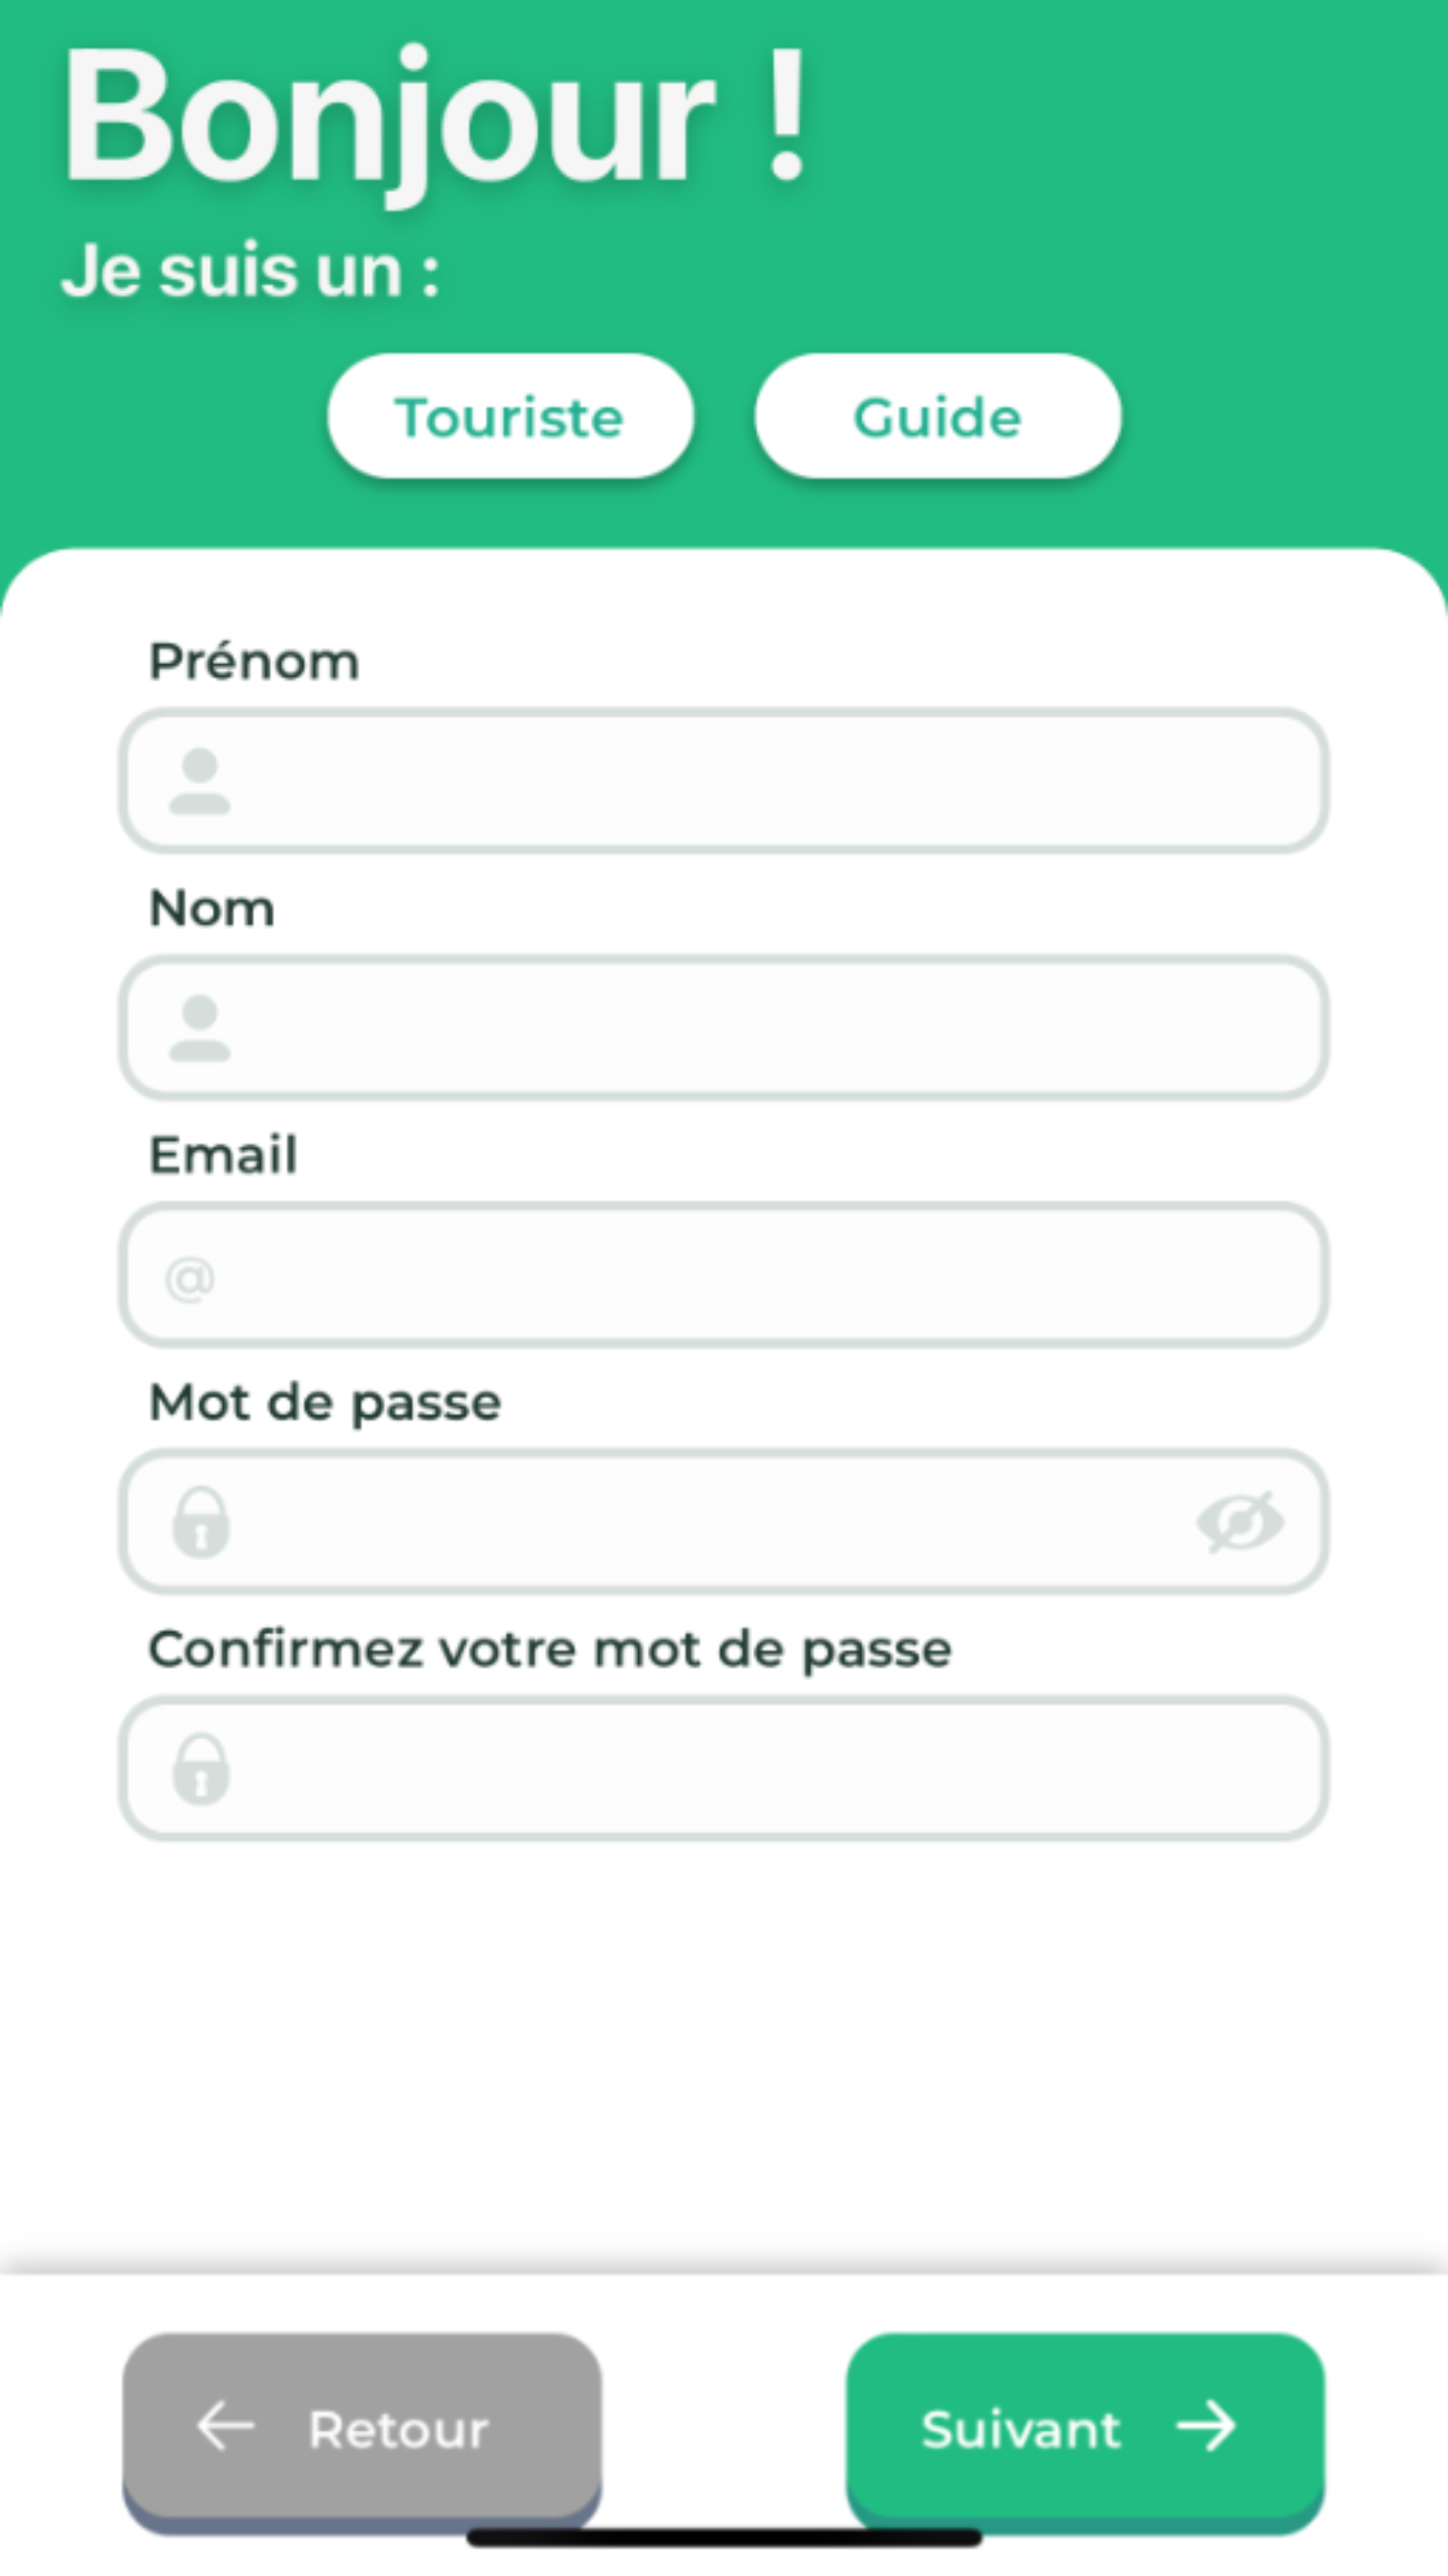 Bonjour !
Je suis un :
Touriste
Guide
Prénom
Nom
Email
@
Mot de passe
Confirmez votre mot de passe
Retour
Suivant